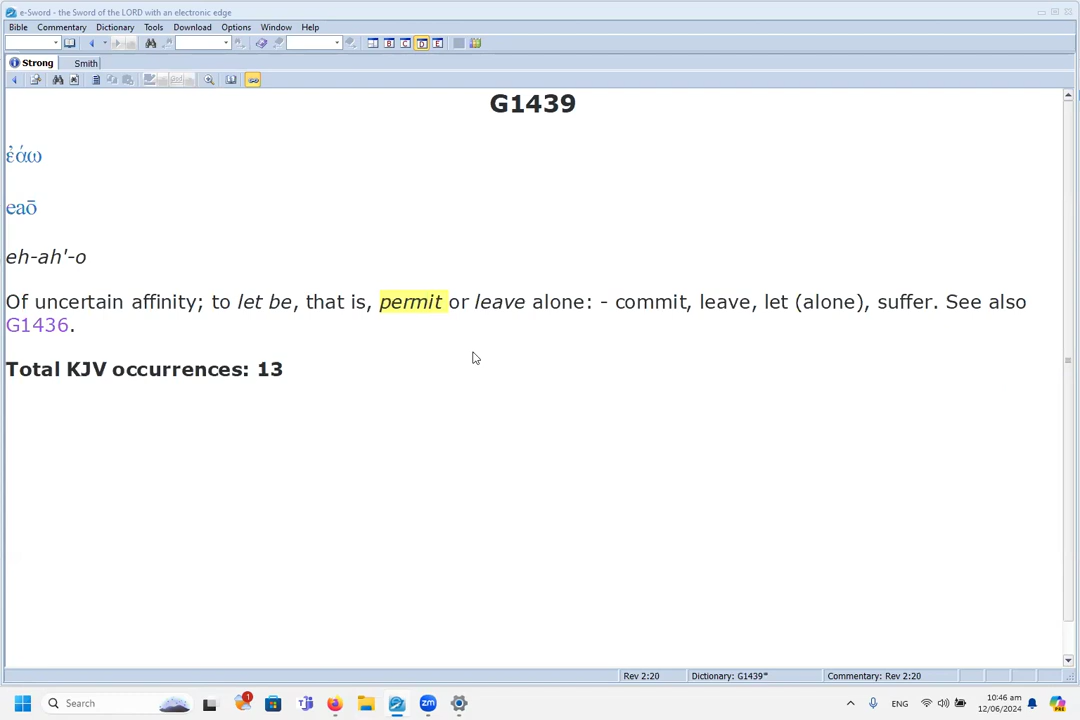 e-Sword - the Sword of the LORD with an electronic edge
Bible Commentary Dictionary Tools Download Options Window Help
B C D E
Strong Smith
G1439
ἐάω
eaō
eh-ah'-o
Of uncertain affinity; to let be, that is, permit or leave alone: - commit, leave, let (alone), suffer. See also
G1436.
Total KJV occurrences: 13
Rev 2:20 Dictionary: G1439* Commentary: Rev 2:20
Search 1 ENG 10:46 am
12/06/2024